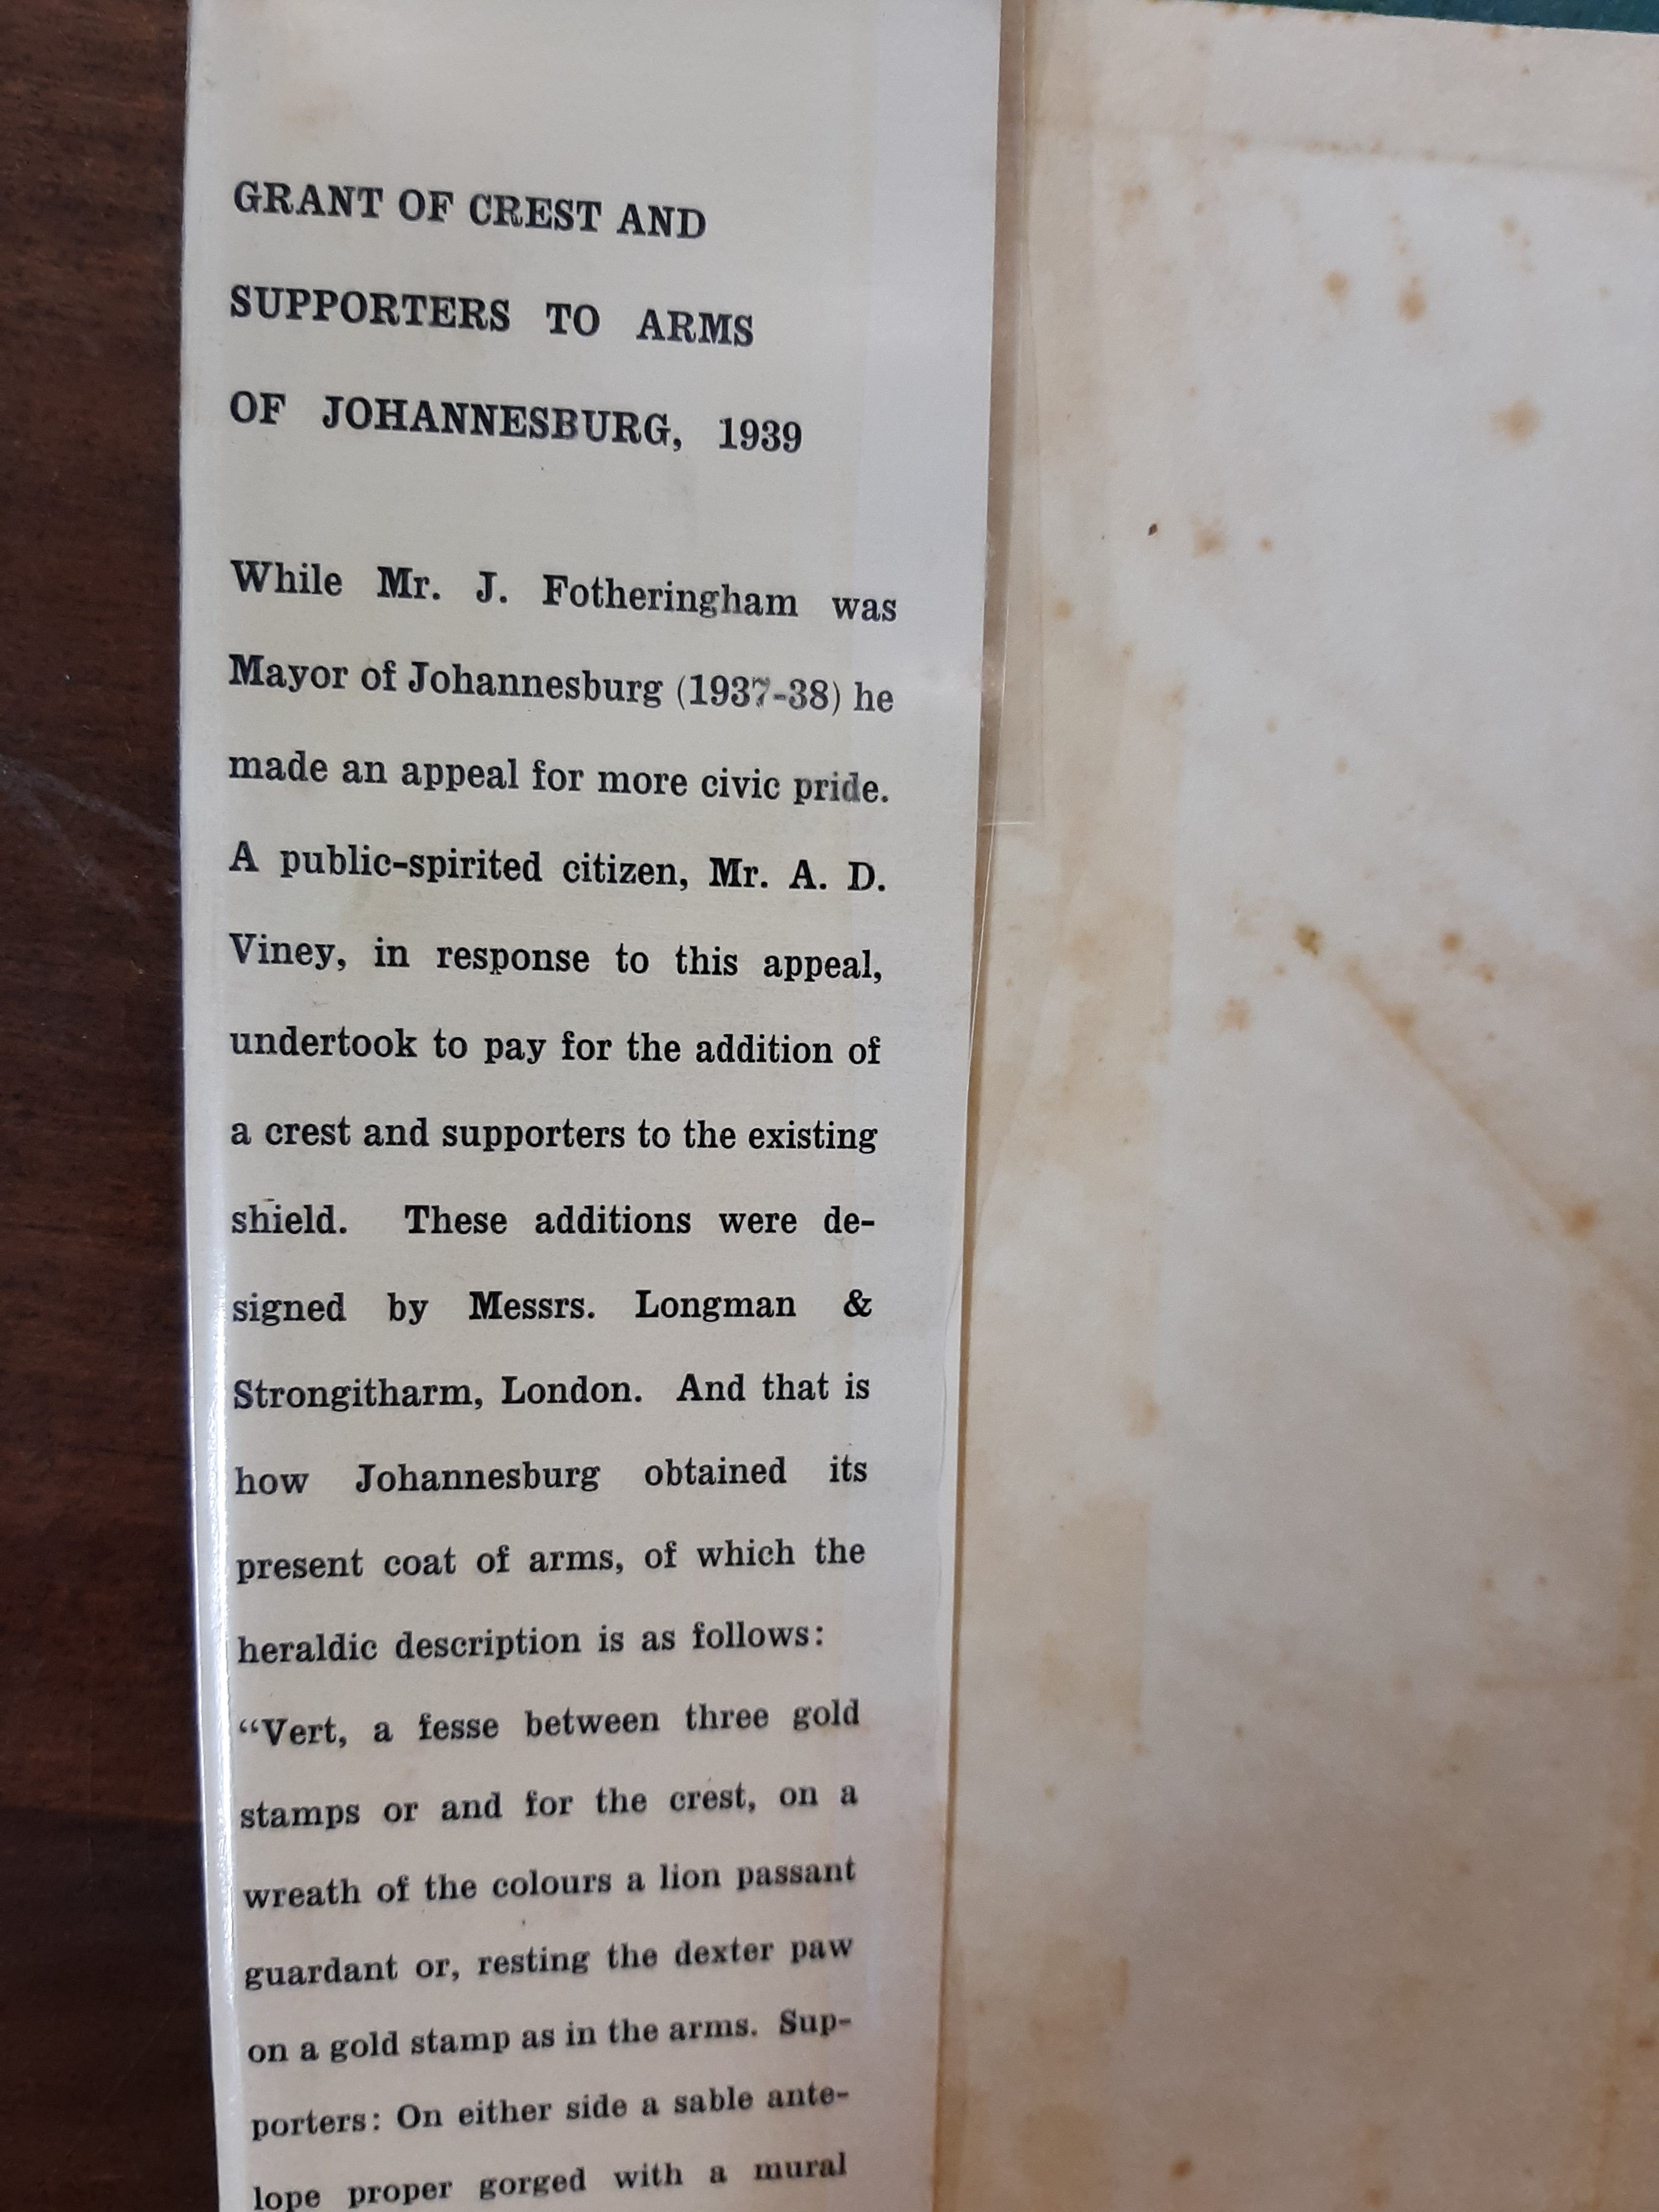 GRANT OF CREST AND
SUPPORTERS TO ARMS
OF JOHANNESBURG, 1939
While Mr. J. Fotheringham was
Mayor of Johannesburg (1937-38) he
made an appeal for more civic pride.
A public-spirited citizen, Mr. A. D.
Viney, in response to this appeal,
undertook to pay for the addition of
a crest and supporters to the existing
shield. These additions were de-
signed by Messrs. Longman &
Strongitharm, London. And that is
how Johannesburg obtained its
present coat of arms, of which the
heraldic description is as follows:
“Vert, a fesse between three gold
stamps or and for the crest, on a
wreath of the colours a lion passant
guardant or, resting the dexter paw
on a gold stamp as in the arms. Sup-
porters: On either side a sable ante-
lope proper gorged with a mural